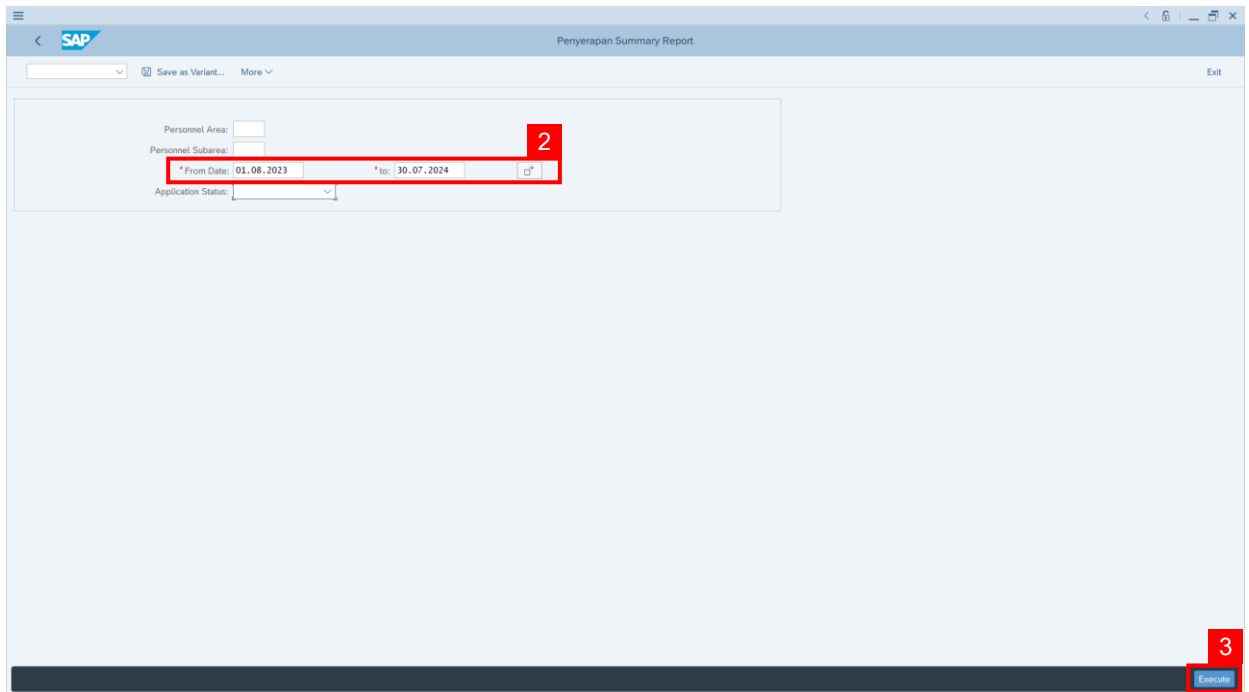 SAP
Penyerapan Summary Report
Save as Variant... More Exit
Personnel Area:
2
Personnel Subarea:
*From Date: 01.08.2023 *to: 30.07.2024
Application Status:
3
Execute